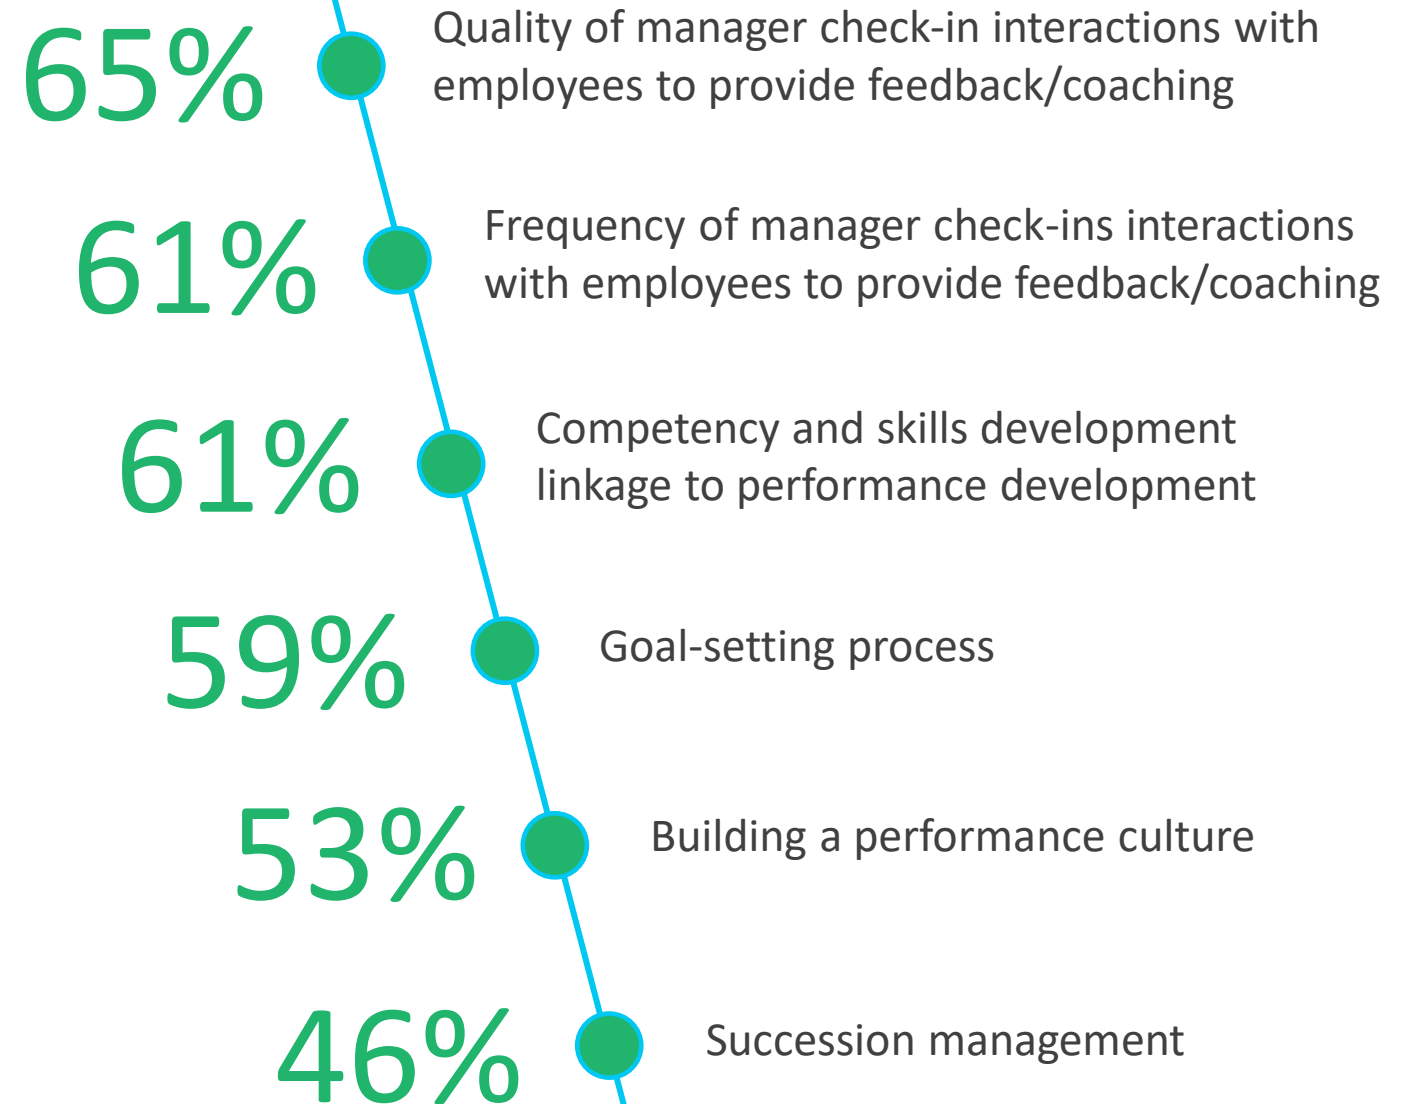 65%
Quality of manager check-in interactions with
employees to provide feedback/coaching
61%
Frequency of manager check-ins interactions
with employees to provide feedback/coaching
61%
Competency and skills development
linkage to performance development
59%
Goal-setting process
53%
Building a performance culture
46%
Succession management